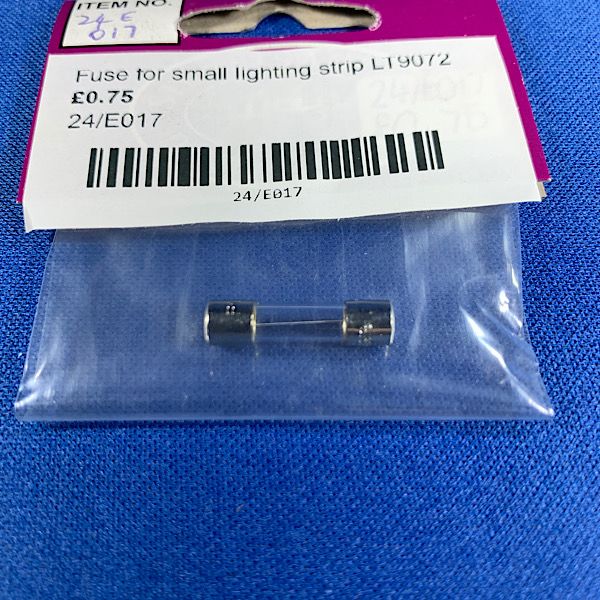 ITEM NO.
24-E
017
Fuse for small lighting strip LT9072
£0.75
24/E017
24/E017